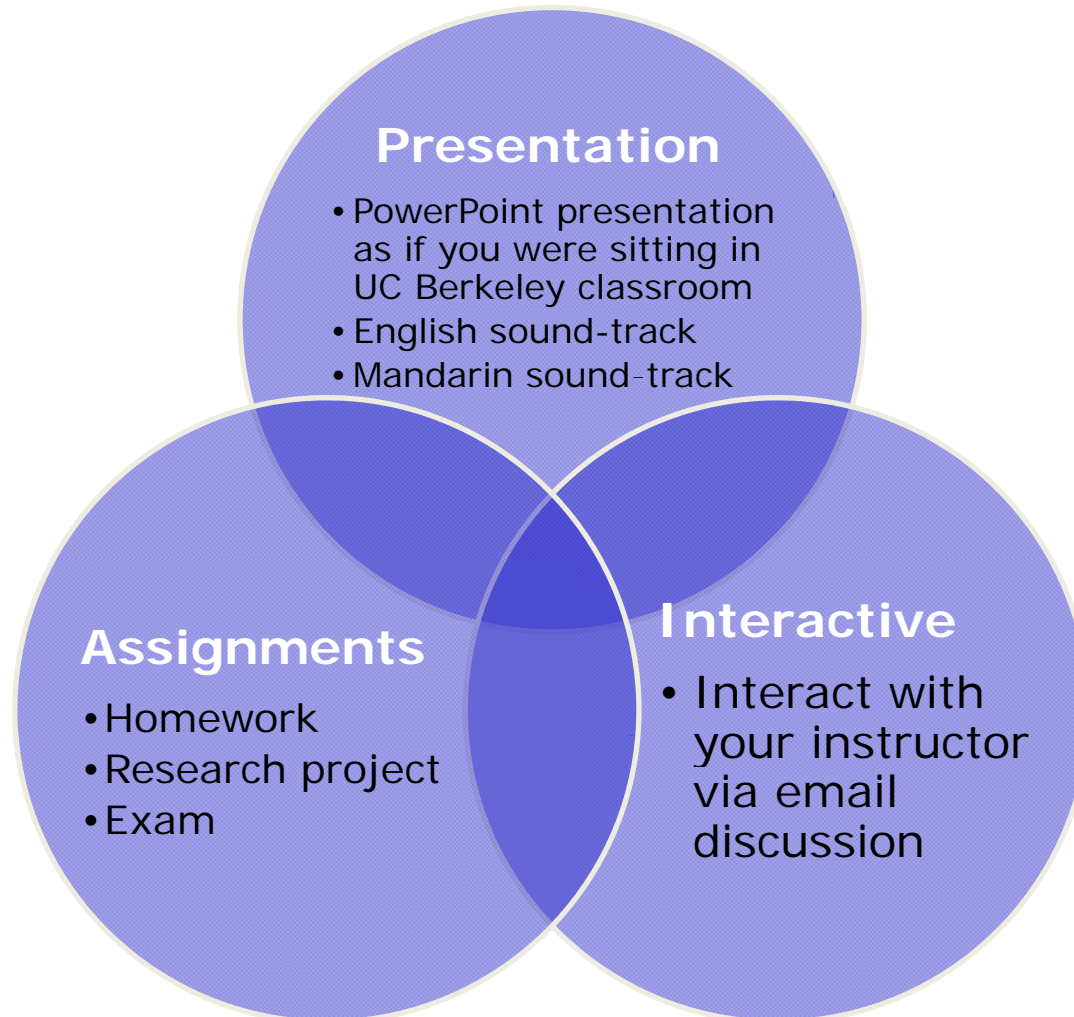 Presentation
• PowerPoint presentation
as if you were sitting in
UC Berkeley classroom
• English sound-track
• Mandarin sound-track
Assignments
• Homework
• Research project
• Exam
Interactive
• Interact with
your instructor
via email
discussion